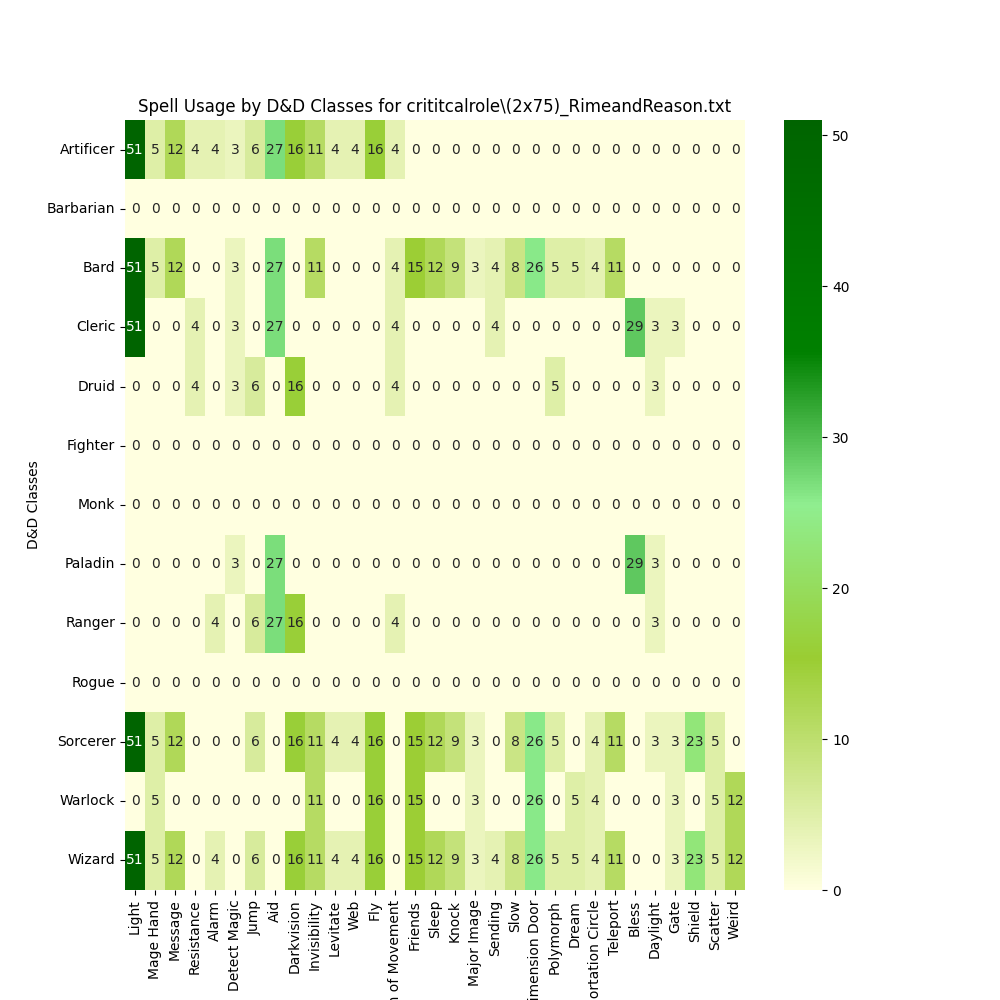 Spell Usage by D&D Classes for crititcalrole\(2x75)_RimeandReason.txt
D&D Classes
Artificer 51 5 12 4 4 3 6 27 16 11 4 4 16 4 0 0 0 0 0 0 0 0 0 0 0 0 0 0 0 0 0
Barbarian 0 0 0 0 0 0 0 0 0 0 0 0 0 0 0 0 0 0 0 0 0 0 0 0 0 0 0 0 0 0 0
Bard 51 5 12 0 0 3 0 27 0 11 0 0 0 4 15 12 9 3 4 8 26 5 5 4 11 0 0 0 0 0 0
Cleric 51 0 0 4 0 3 0 27 0 0 0 0 0 4 0 0 0 0 4 0 0 0 0 0 0 29 3 3 0 0 0
Druid 0 0 0 4 0 3 6 0 16 0 0 0 0 4 0 0 0 0 0 0 0 5 0 0 0 0 3 0 0 0 0
Fighter 0 0 0 0 0 0 0 0 0 0 0 0 0 0 0 0 0 0 0 0 0 0 0 0 0 0 0 0 0 0 0
Monk 0 0 0 0 0 0 0 0 0 0 0 0 0 0 0 0 0 0 0 0 0 0 0 0 0 0 0 0 0 0 0
Paladin 0 0 0 0 0 3 0 27 0 0 0 0 0 0 0 0 0 0 0 0 0 0 0 0 0 29 3 0 0 0 0
Ranger 0 0 0 0 4 0 6 27 16 0 0 0 0 4 0 0 0 0 0 0 0 0 0 0 0 0 3 0 0 0 0
Rogue 0 0 0 0 0 0 0 0 0 0 0 0 0 0 0 0 0 0 0 0 0 0 0 0 0 0 0 0 0 0 0
Sorcerer 51 5 12 0 0 0 6 0 16 11 4 4 16 0 15 12 9 3 0 8 26 5 0 4 11 0 3 3 23 5 0
Warlock 0 5 0 0 0 0 0 0 0 11 0 0 16 0 15 0 0 3 0 0 26 0 5 4 0 0 0 3 0 5 12
Wizard 51 5 12 0 4 0 6 0 16 11 4 4 16 0 15 12 9 3 4 8 26 5 5 4 11 0 0 3 23 5 12
Light
Mage Hand
Message
Resistance
Alarm
Detect Magic
Jump
Aid
Darkvision
Invisibility
Levitate
Web
Fly
of Movement
Friends
Sleep
Knock
Major Image
Sending
Slow
imension Door
Polymorph
Dream
ortation Circle
Teleport
Bless
Daylight
Gate
Shield
Scatter
Weird
50
40
30
20
10
0